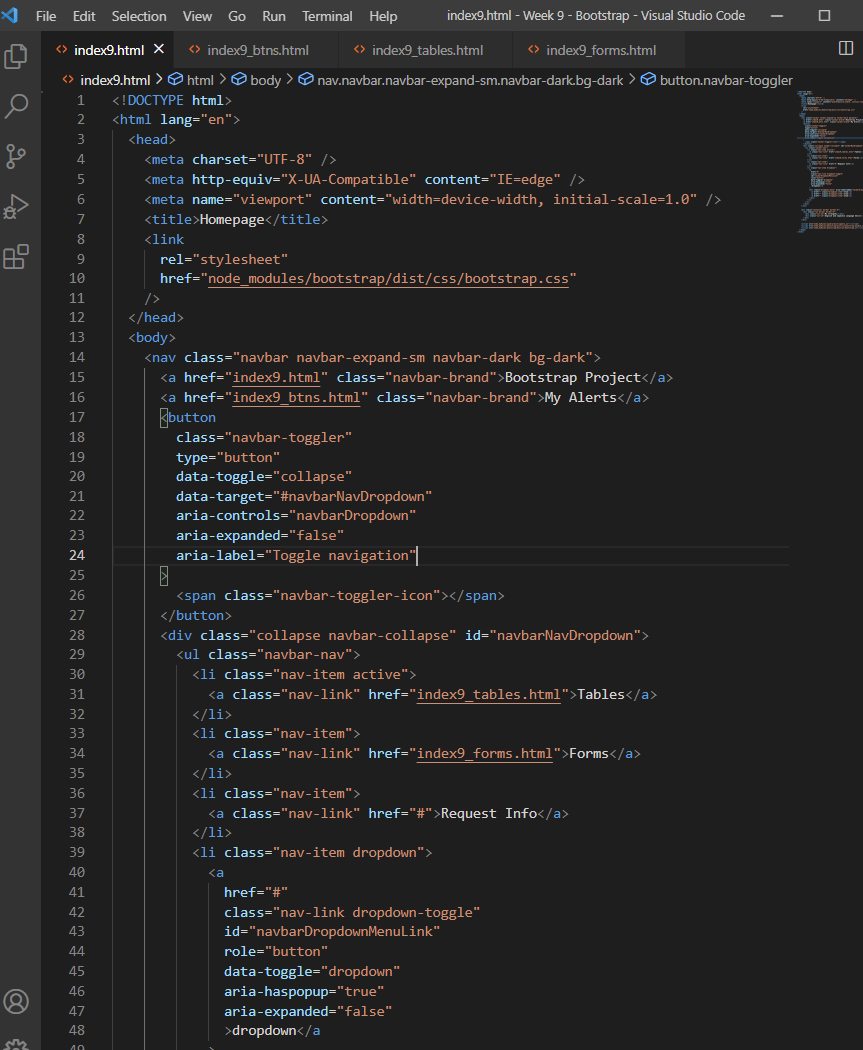 File Edit Selection View Go Run Terminal Help index9.html - Week 9 - Bootstrap - Visual Studio Code
index9.html index9_btns.html index9_tables.html index9_forms.html
index9.html > html > body > nav.navbar.navbar-expand-sm.navbar-dark.bg-dark > button.navbar-toggler
1 <!DOCTYPE html>
2 <html lang="en">
3 <head>
4 <meta charset="UTF-8" />
5 <meta http-equiv="X-UA-Compatible" content="IE=edge" />
6 <meta name="viewport" content="width=device-width, initial-scale=1.0" />
7 <title>Homepage</title>
8 <link
9 rel="stylesheet"
10 href="node_modules/bootstrap/dist/css/bootstrap.css"
11 />
12 </head>
13 <body>
14 <nav class="navbar navbar-expand-sm navbar-dark bg-dark">
15 <a href="index9.html" class="navbar-brand">Bootstrap Project</a>
16 <a href="index9_btns.html" class="navbar-brand">My Alerts</a>
17 <button
18 class="navbar-toggler"
19 type="button"
20 data-toggle="collapse"
21 data-target="#navbarNavDropdown"
22 aria-controls="navbarDropdown"
23 aria-expanded="false"
24 aria-label="Toggle navigation"
25 >
26 <span class="navbar-toggler-icon"></span>
27 </button>
28 <div class="collapse navbar-collapse" id="navbarNavDropdown">
29 <ul class="navbar-nav">
30 <li class="nav-item active">
31 <a class="nav-link" href="index9_tables.html">Tables</a>
32 </li>
33 <li class="nav-item">
34 <a class="nav-link" href="index9_forms.html">Forms</a>
35 </li>
36 <li class="nav-item">
37 <a class="nav-link" href="#">Request Info</a>
38 </li>
39 <li class="nav-item dropdown">
40 <a
41 href="#"
42 class="nav-link dropdown-toggle"
43 id="navbarDropdownMenuLink"
44 role="button"
45 data-toggle="dropdown"
46 aria-haspopup="true"
47 aria-expanded="false"
48 >dropdown</a
49